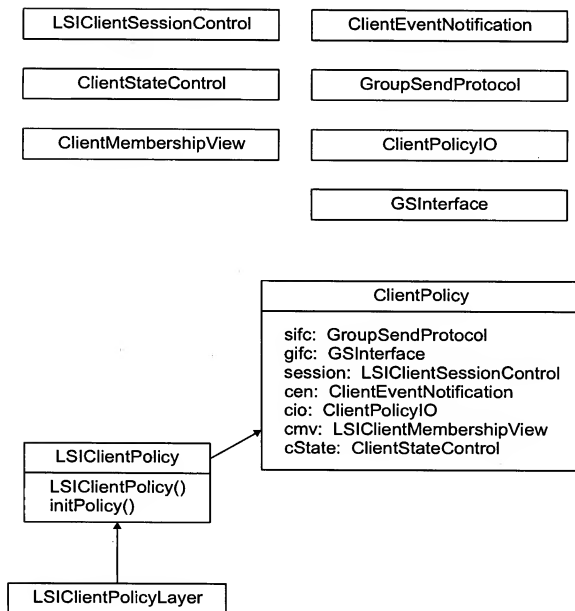 LSIClientSessionControl
ClientEventNotification
ClientStateControl
GroupSendProtocol
ClientMembershipView
ClientPolicyIO
GSInterface
ClientPolicy
sifc: GroupSendProtocol
gifc: GSInterface
session: LSIClientSessionControl
cen: ClientEventNotification
cio: ClientPolicyIO
cmv: LSIClientMembershipView
cState: ClientStateControl
LSIClientPolicy
LSIClientPolicy()
initPolicy()
LSIClientPolicyLayer